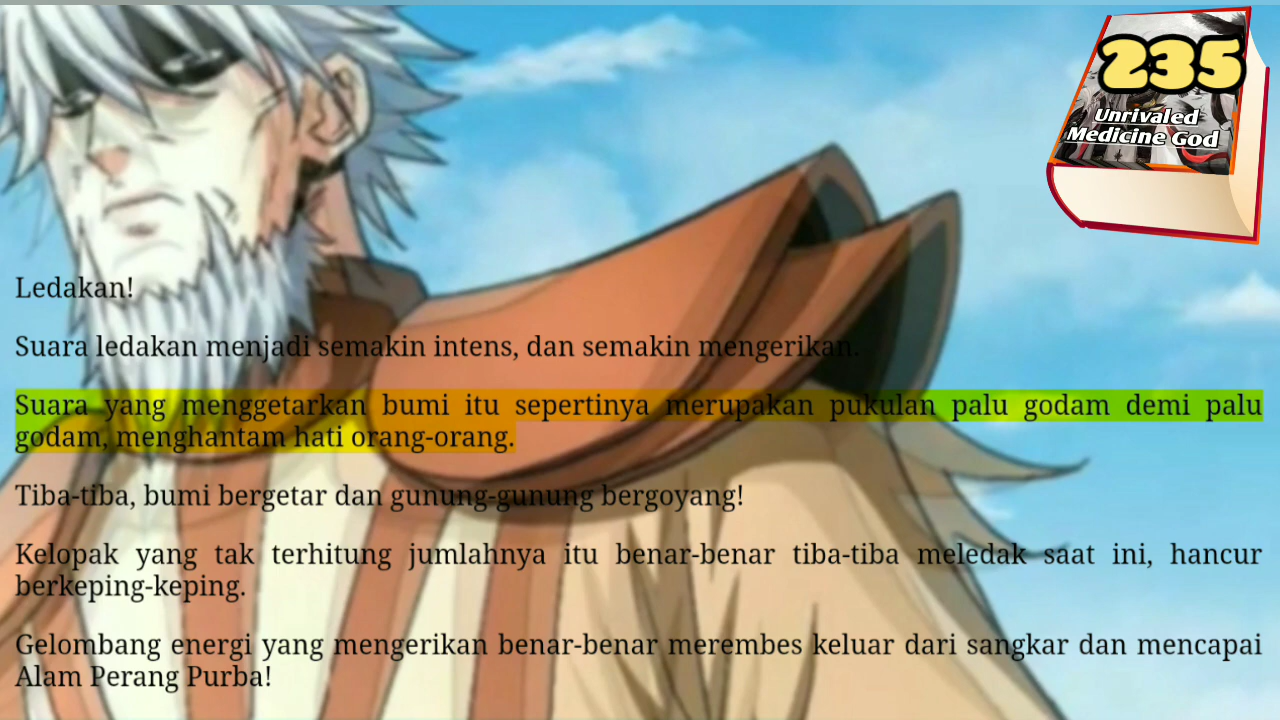 235
Unrivaled
Medicine God
Ledakan!
Suara ledakan menjadi semakin intens, dan semakin mengerikan.
Suara yang menggetarkan bumi itu sepertinya merupakan pukulan palu godam demi palu
godam, menghantam hati orang-orang.
Tiba-tiba, bumi bergetar dan gunung-gunung bergoyang!
Kelopak yang tak terhitung jumlahnya itu benar-benar tiba-tiba meledak saat ini, hancur
berkeping-keping.
Gelombang energi yang mengerikan benar-benar merembes keluar dari sangkar dan mencapai
Alam Perang Purba!